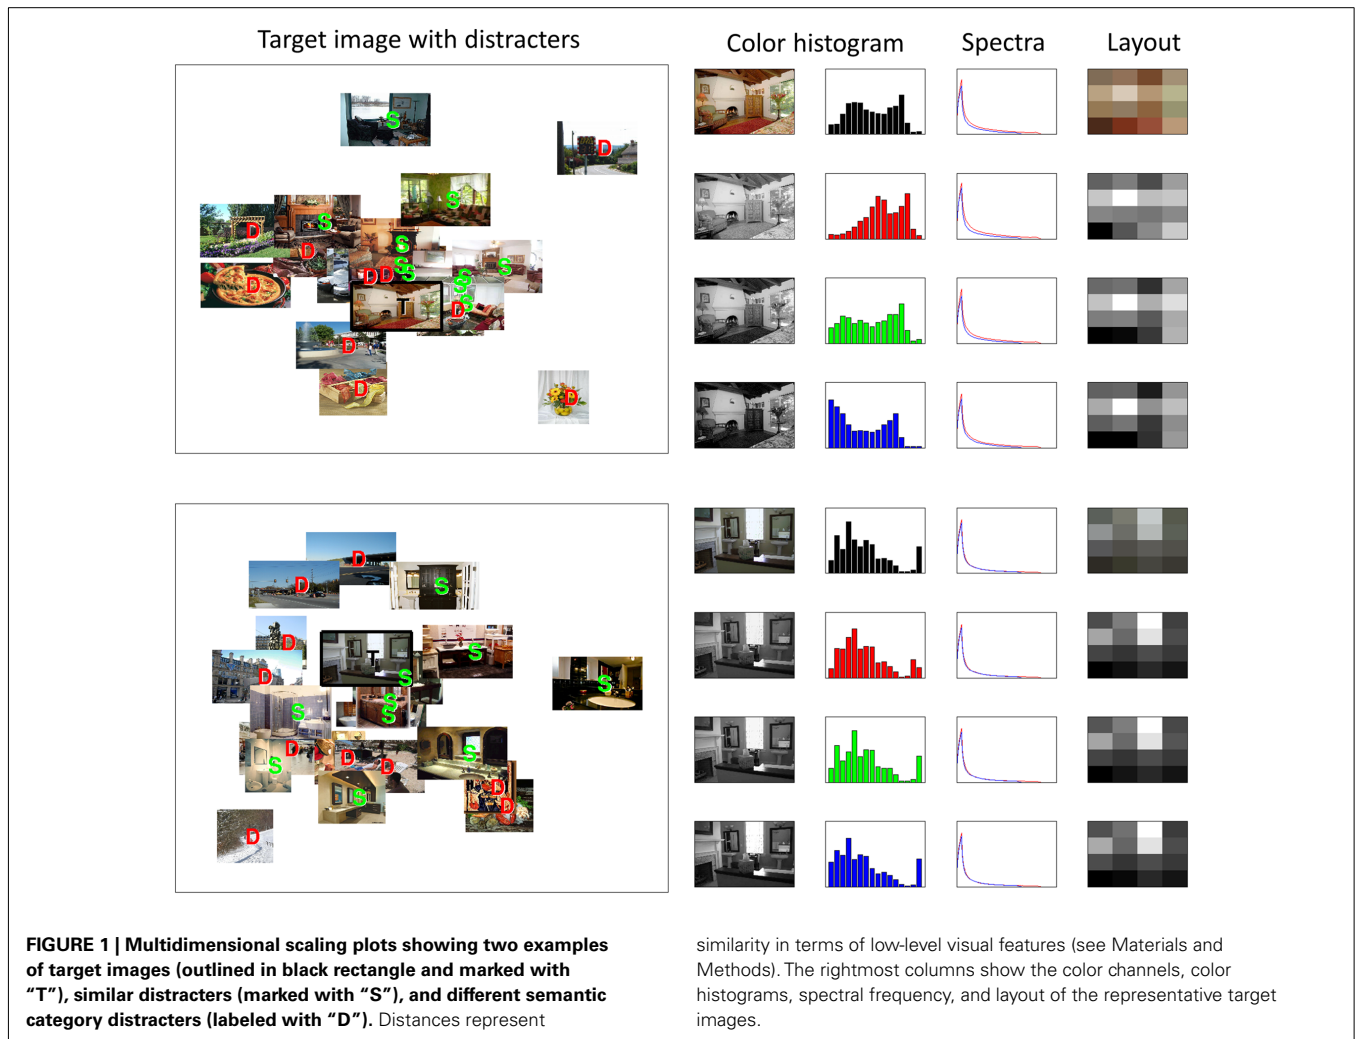 Target image with distracters
Color histogram
Spectra
Layout
S
D
S
D
S
D
S
D
S
S
S
D
D
D
S
S
S
S
D
T
D
D
D
D
D
S
D
T
S
D
S
S
S
S
S
D
S
D
D
S
S
D
D
D
FIGURE 1 | Multidimensional scaling plots showing two examples
of target images (outlined in black rectangle and marked with
“T”), similar distracters (marked with “S”), and different semantic
category distracters (labeled with “D”). Distances represent
similarity in terms of low-level visual features (see Materials and
Methods). The rightmost columns show the color channels, color
histograms, spectral frequency, and layout of the representative target
images.